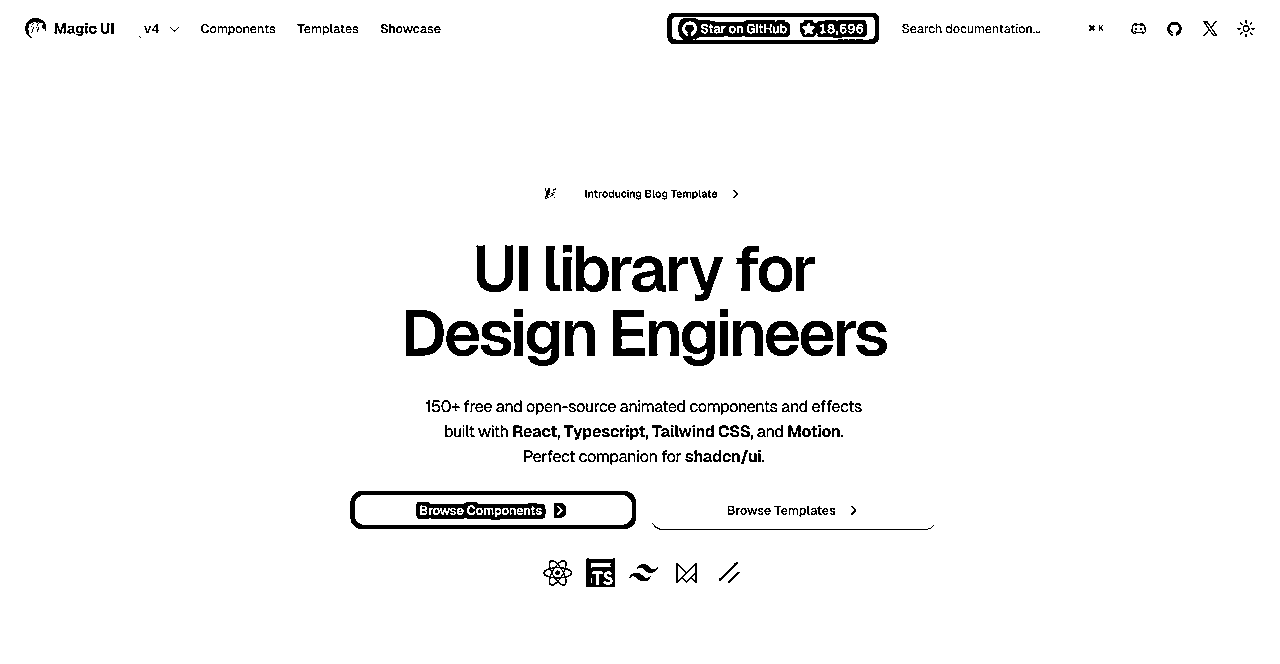 Magic UI v4 Components Templates Showcase Star on GitHub 18,696 Search documentation... ⌘ K
Introducing Blog Template
UI library for
Design Engineers
150+ free and open-source animated components and effects
built with React, Typescript, Tailwind CSS, and Motion.
Perfect companion for shadcn/ui.
Browse Components Browse Templates
TS